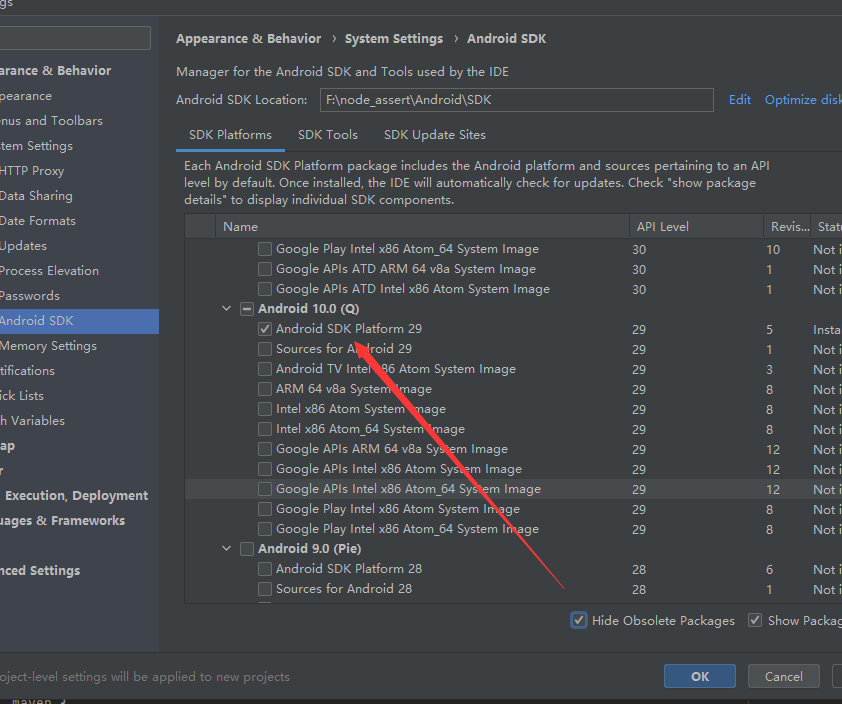 gs
Appearance & Behavior › System Settings › Android SDK
Manager for the Android SDK and Tools used by the IDE
Android SDK Location: F:\node_assert\Android\SDK Edit Optimize disk
SDK Platforms SDK Tools SDK Update Sites
Each Android SDK Platform package includes the Android platform and sources pertaining to an API
level by default. Once installed, the IDE will automatically check for updates. Check "show package
details" to display individual SDK components.
Name API Level Revis... Statu
Google Play Intel x86 Atom_64 System Image 30 10 Not i
Google APIs ATD ARM 64 v8a System Image 30 1 Not i
Google APIs ATD Intel x86 Atom System Image 30 1 Not i
Android 10.0 (Q)
Android SDK Platform 29 29 5 Insta
Sources for Android 29 29 1 Not i
Android TV Intel x86 Atom System Image 29 3 Not i
ARM 64 v8a System Image 29 8 Not i
Intel x86 Atom System Image 29 8 Not i
Intel x86 Atom_64 System Image 29 8 Not i
Google APIs ARM 64 v8a System Image 29 12 Not i
Google APIs Intel x86 Atom System Image 29 12 Not i
Google APIs Intel x86 Atom_64 System Image 29 12 Not i
Google Play Intel x86 Atom System Image 29 8 Not i
Google Play Intel x86 Atom_64 System Image 29 8 Not i
Android 9.0 (Pie)
Android SDK Platform 28 28 6 Not i
Sources for Android 28 28 1 Not i
Hide Obsolete Packages Show Packag
arance & Behavior
pearance
enus and Toolbars
stem Settings
HTTP Proxy
Data Sharing
Date Formats
Updates
Process Elevation
Passwords
Android SDK
Memory Settings
tifications
ick Lists
h Variables
ap
r
, Execution, Deployment
uages & Frameworks
nced Settings
oject-level settings will be applied to new projects
OK Cancel
maven {